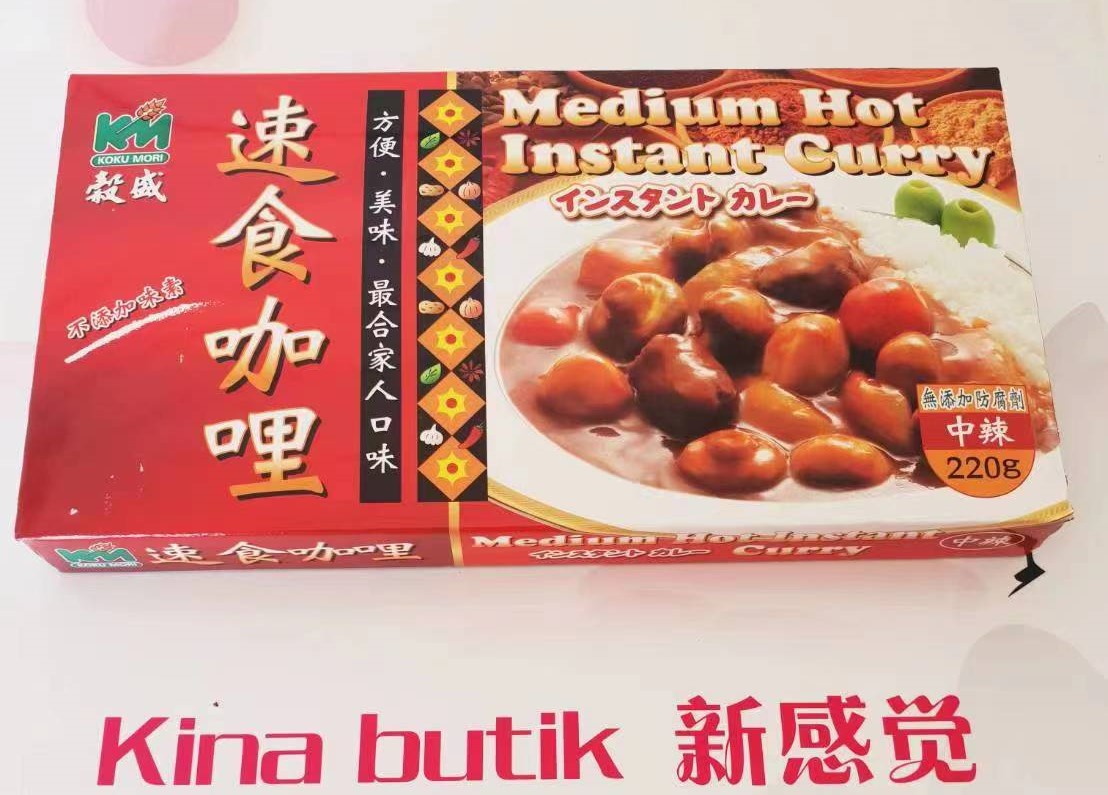 KM
KOKU MORI
穀盛
速食咖哩
不添加味素
方便·美味·最合家人口味
Medium Hot
Instant Curry
インスタント カレー
無添加防腐劑
中辣
220g
KM
KOKU MORI
速食咖哩
Medium Hot Instant
インスタント カレー
Curry
中辣
Kina butik 新感觉